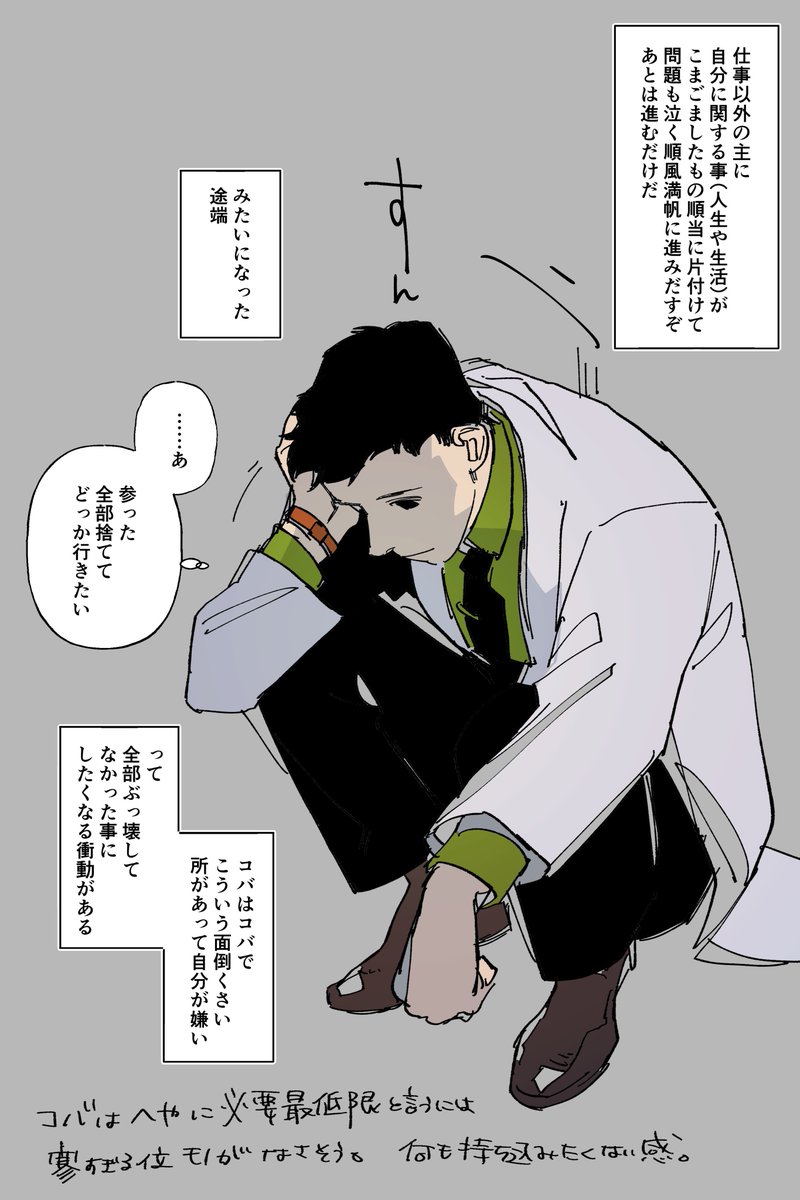 仕事以外の主に
自分に関する事(人生や生活)が
こまごましたもの順当に片付けて
問題も泣く順風満帆に進みだすぞ
あとは進むだけだ
すん
みたいになった
途端
……あ
参った
全部捨てて
どっか行きたい
って
全部ぶっ壊して
なかった事に
したくなる衝動がある
コバはコバで
こういう面倒くさい
所があって自分が嫌い
コバは へやに 必要最低限と言うには
寥すぎる位 モノが なさそう。 何も持ち込みたくない感。